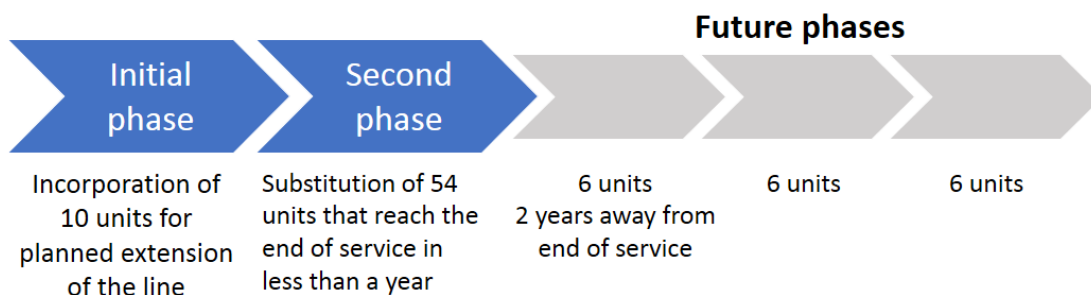 Future phases
Initial
phase
Second
phase
Incorporation of
10 units for
planned extension
of the line
Substitution of 54
units that reach the
end of service in
less than a year
6 units
2 years away from
end of service
6 units
6 units